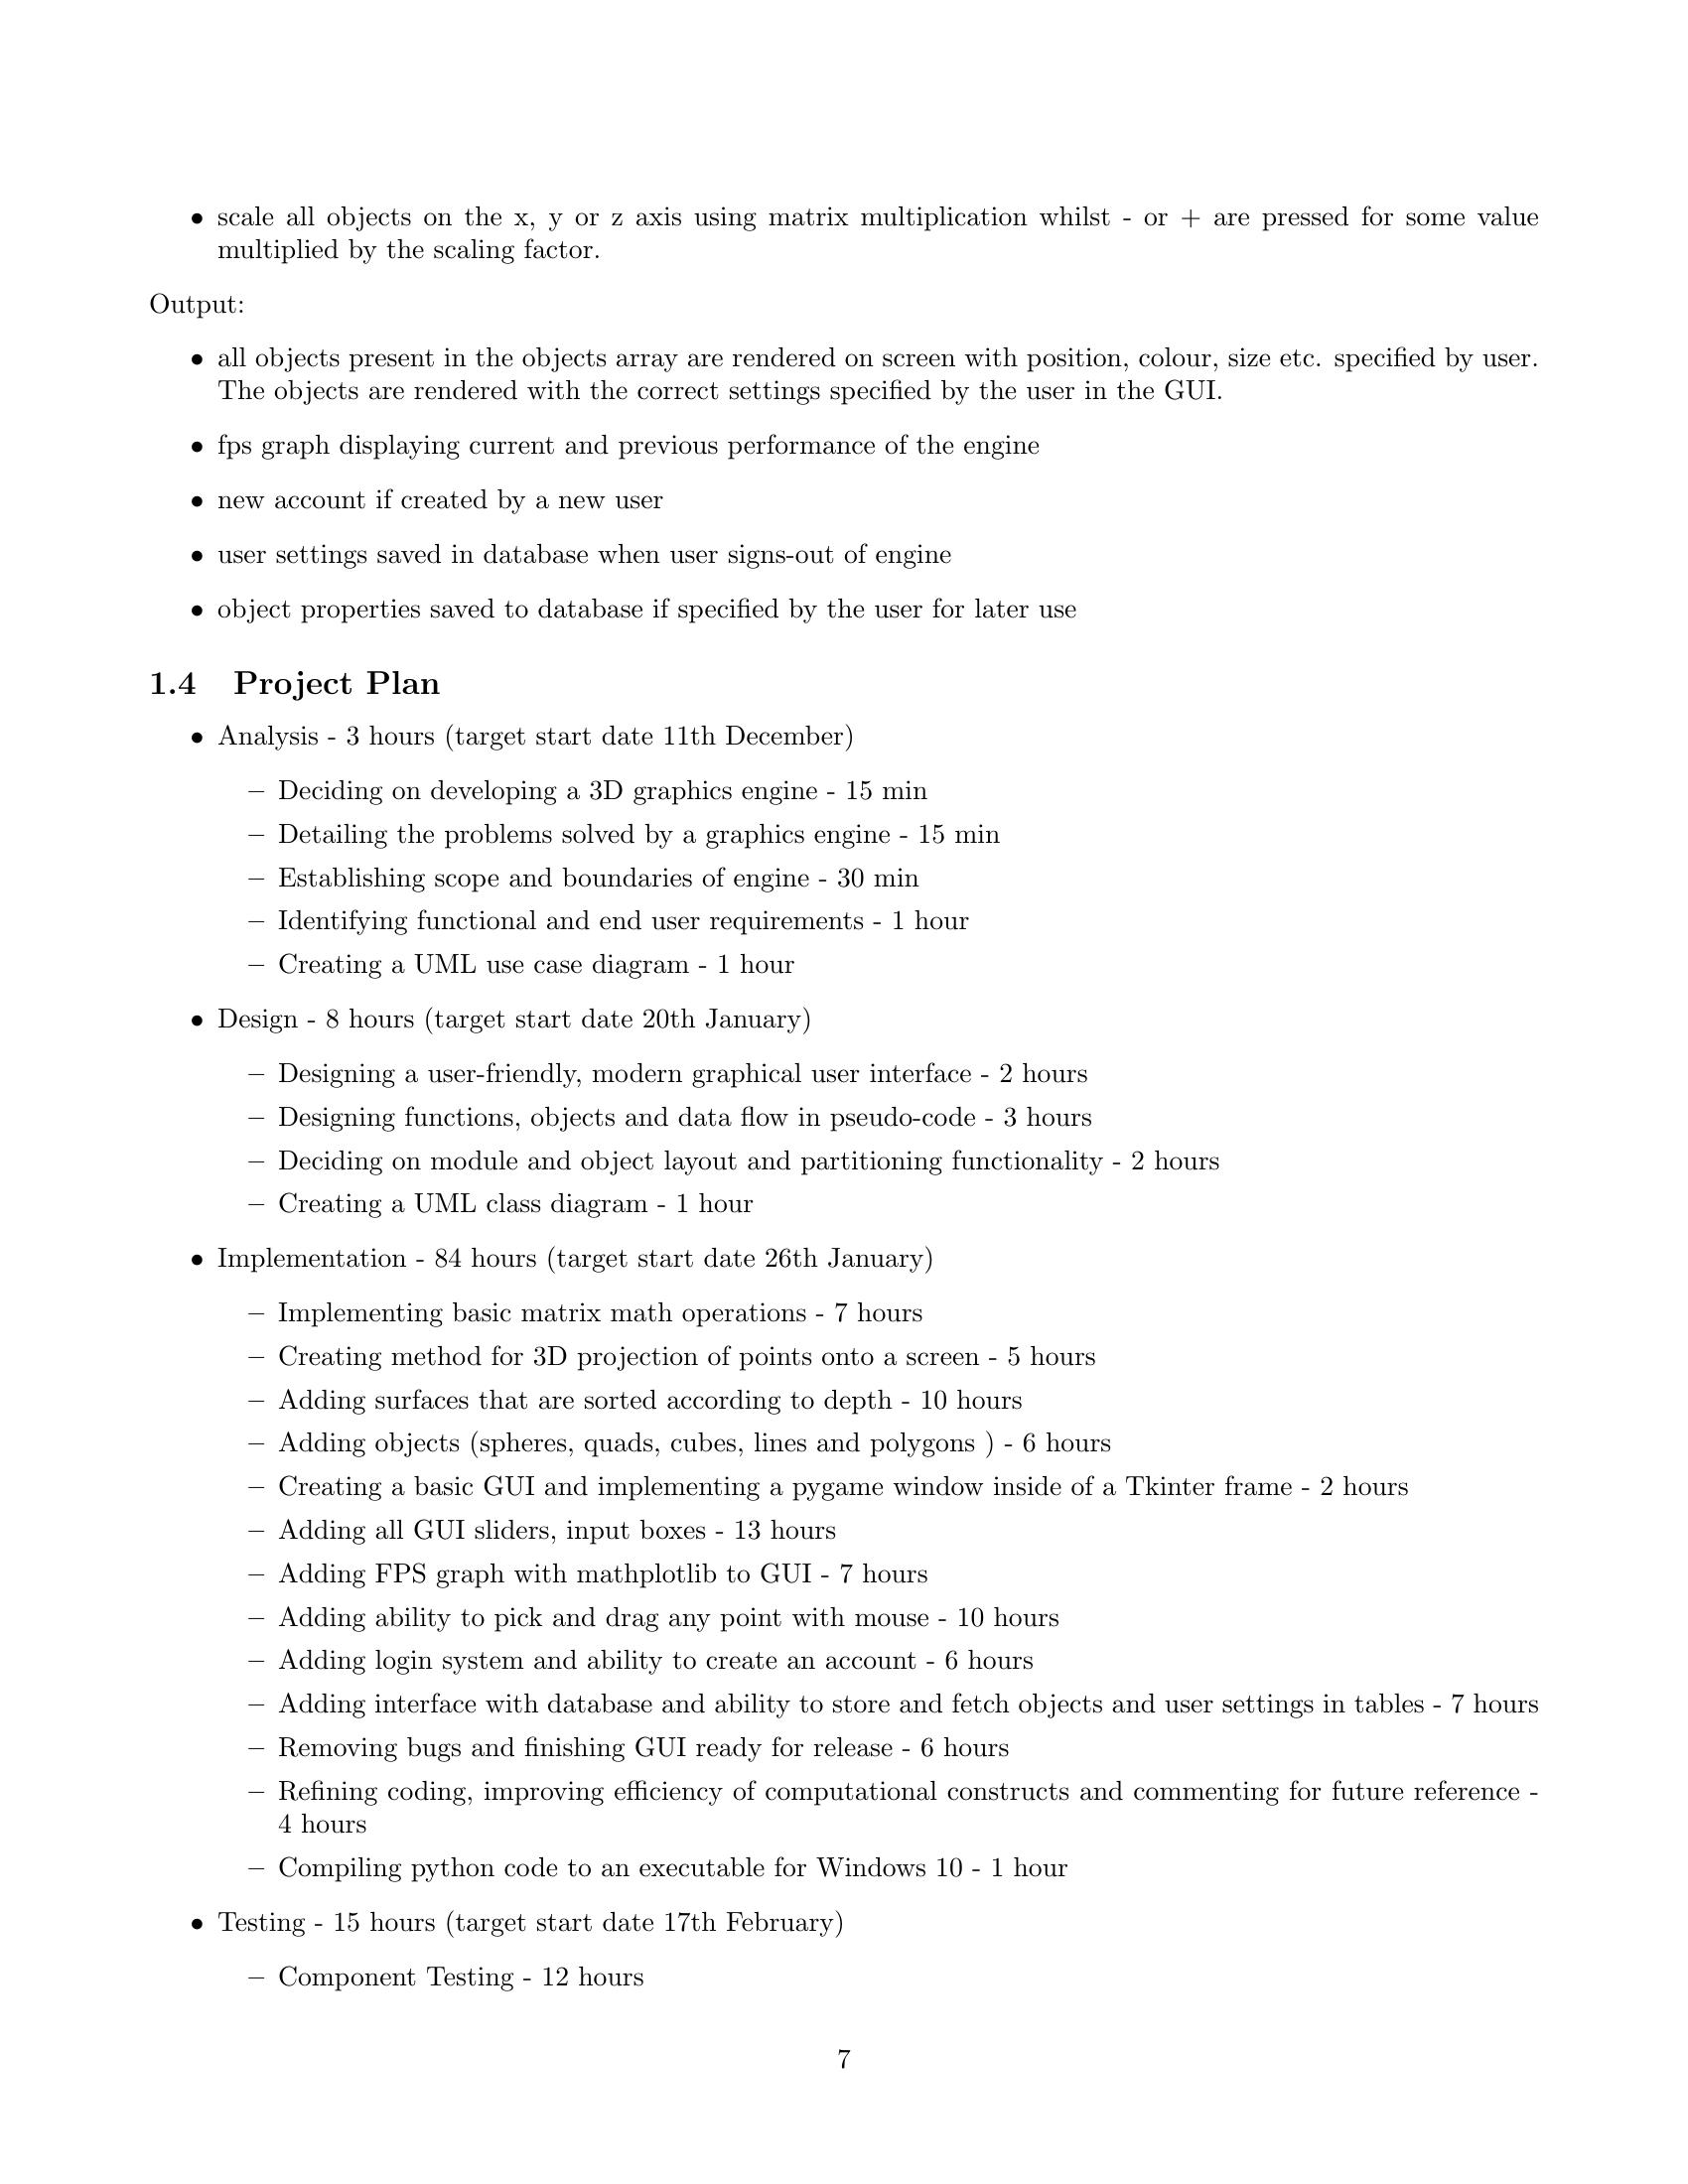 • scale all objects on the x, y or z axis using matrix multiplication whilst - or + are pressed for some value
multiplied by the scaling factor.
Output:
• all objects present in the objects array are rendered on screen with position, colour, size etc. specified by user.
The objects are rendered with the correct settings specified by the user in the GUI.
• fps graph displaying current and previous performance of the engine
• new account if created by a new user
• user settings saved in database when user signs-out of engine
• object properties saved to database if specified by the user for later use
1.4 Project Plan
• Analysis - 3 hours (target start date 11th December)
– Deciding on developing a 3D graphics engine - 15 min
– Detailing the problems solved by a graphics engine - 15 min
– Establishing scope and boundaries of engine - 30 min
– Identifying functional and end user requirements - 1 hour
– Creating a UML use case diagram - 1 hour
• Design - 8 hours (target start date 20th January)
– Designing a user-friendly, modern graphical user interface - 2 hours
– Designing functions, objects and data flow in pseudo-code - 3 hours
– Deciding on module and object layout and partitioning functionality - 2 hours
– Creating a UML class diagram - 1 hour
• Implementation - 84 hours (target start date 26th January)
– Implementing basic matrix math operations - 7 hours
– Creating method for 3D projection of points onto a screen - 5 hours
– Adding surfaces that are sorted according to depth - 10 hours
– Adding objects (spheres, quads, cubes, lines and polygons ) - 6 hours
– Creating a basic GUI and implementing a pygame window inside of a Tkinter frame - 2 hours
– Adding all GUI sliders, input boxes - 13 hours
– Adding FPS graph with mathplotlib to GUI - 7 hours
– Adding ability to pick and drag any point with mouse - 10 hours
– Adding login system and ability to create an account - 6 hours
– Adding interface with database and ability to store and fetch objects and user settings in tables - 7 hours
– Removing bugs and finishing GUI ready for release - 6 hours
– Refining coding, improving efficiency of computational constructs and commenting for future reference -
4 hours
– Compiling python code to an executable for Windows 10 - 1 hour
• Testing - 15 hours (target start date 17th February)
– Component Testing - 12 hours
7